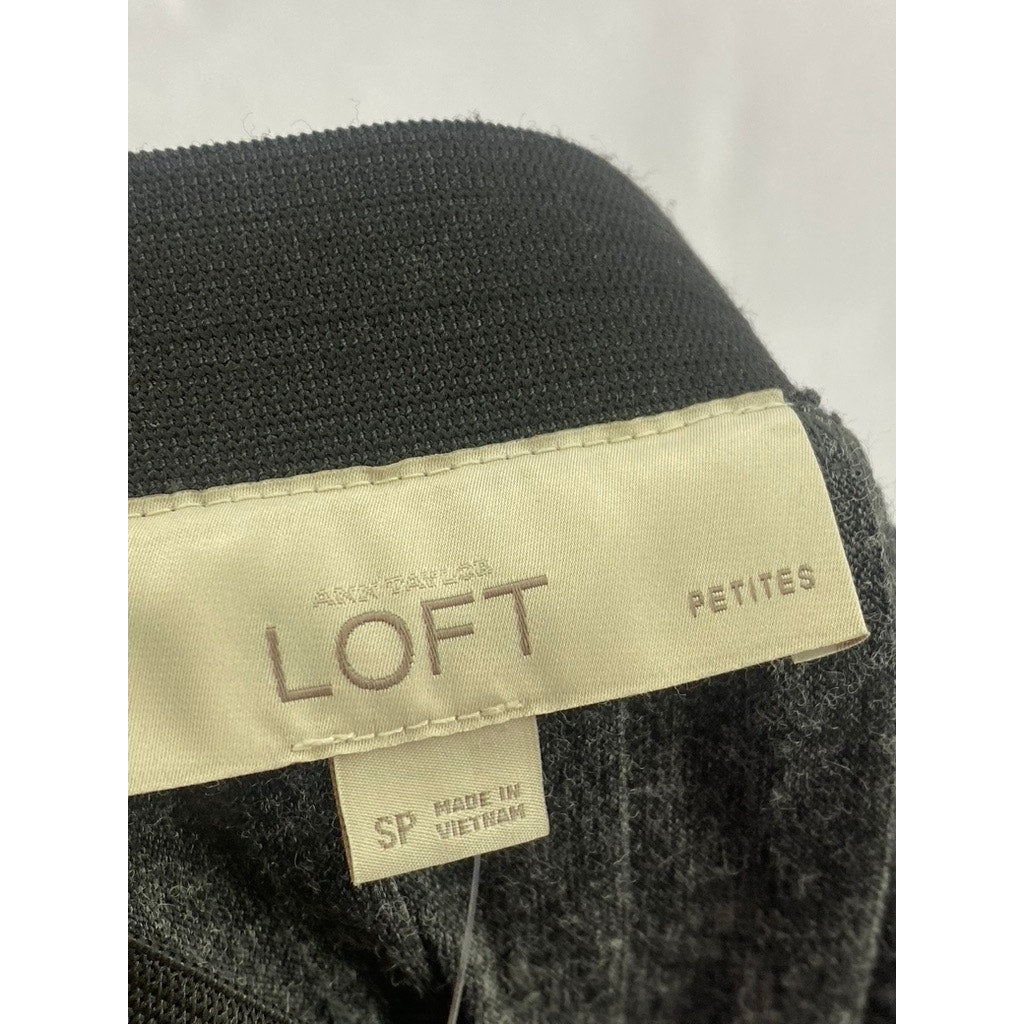 ANN TAYLOR
LOFT
PETITES
SP
MADE IN
VIETNAM